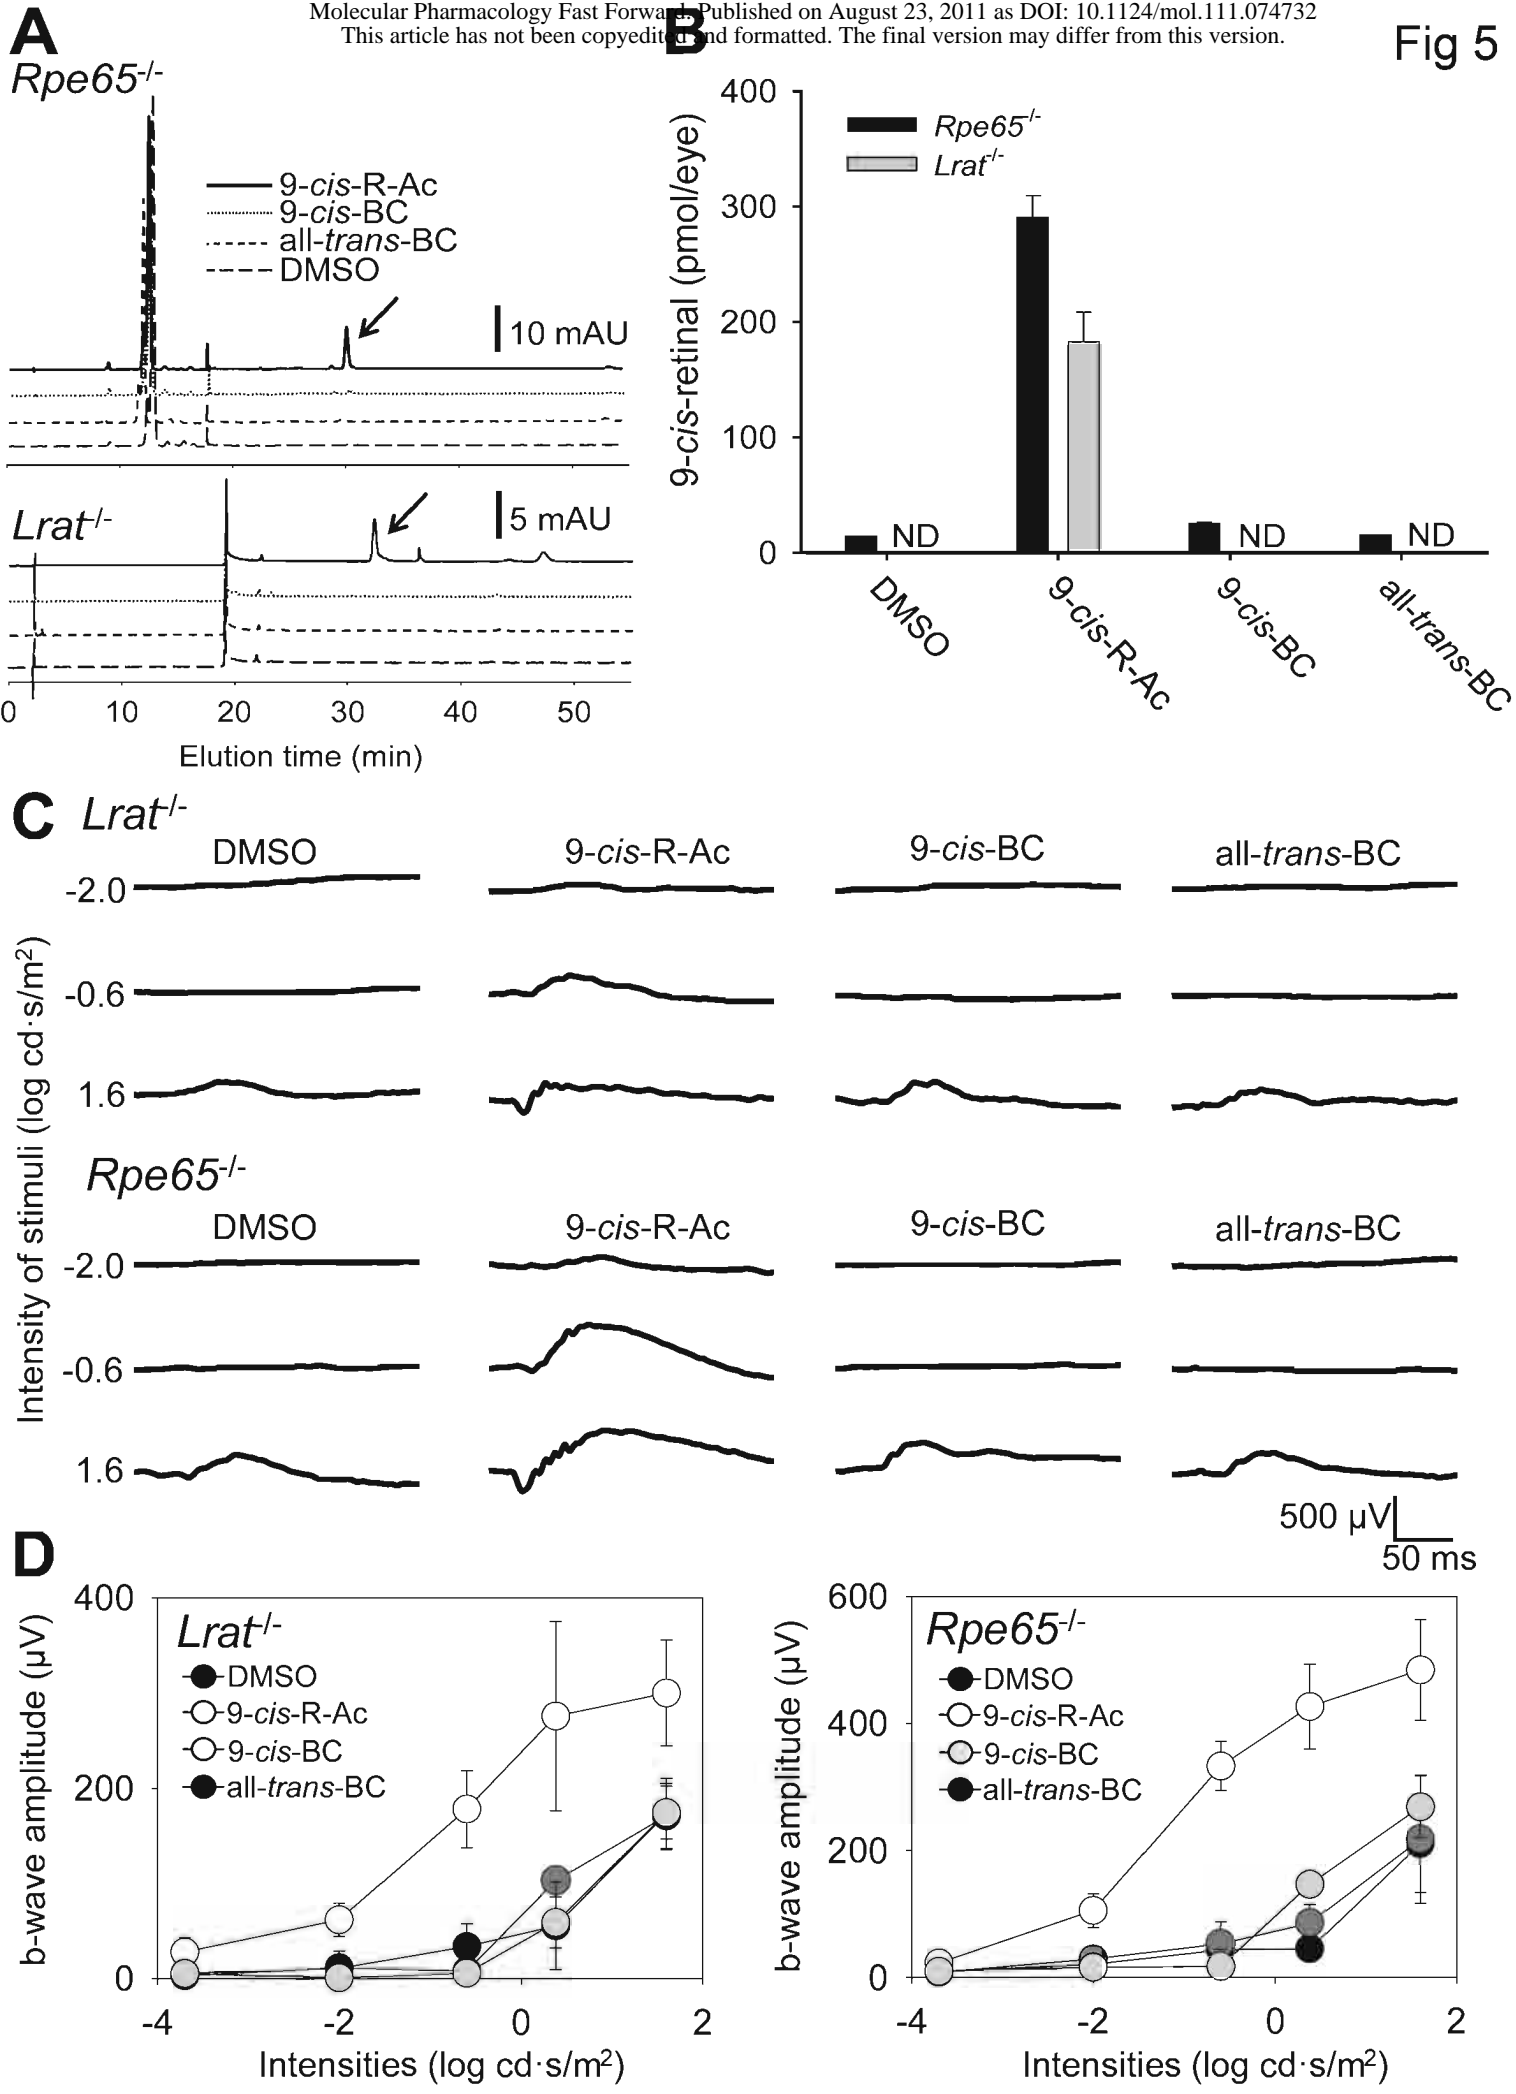 Molecular Pharmacology Fast Forward. Published on August 23, 2011 as DOI: 10.1124/mol.111.074732
This article has not been copyedited and formatted. The final version may differ from this version.
Fig 5
A
Rpe65-/-
9-cis-R-Ac
9-cis-BC
all-trans-BC
DMSO
10 mAU
Lrat-/-
5 mAU
0 10 20 30 40 50
Elution time (min)
B
9-cis-retinal (pmol/eye)
400
300
200
100
0
Rpe65-/-
Lrat-/-
ND
ND
ND
DMSO
9-cis-R-Ac
9-cis-BC
all-trans-BC
C
Intensity of stimuli (log cd·s/m²)
Lrat-/-
DMSO 9-cis-R-Ac 9-cis-BC all-trans-BC
-2.0
-0.6
1.6
Rpe65-/-
DMSO 9-cis-R-Ac 9-cis-BC all-trans-BC
-2.0
-0.6
1.6
500 µV
50 ms
D
b-wave amplitude (µV)
400
200
0
Lrat-/-
DMSO
9-cis-R-Ac
9-cis-BC
all-trans-BC
-4 -2 0 2
Intensities (log cd·s/m²)
b-wave amplitude (µV)
600
400
200
0
Rpe65-/-
DMSO
9-cis-R-Ac
9-cis-BC
all-trans-BC
-4 -2 0 2
Intensities (log cd·s/m²)